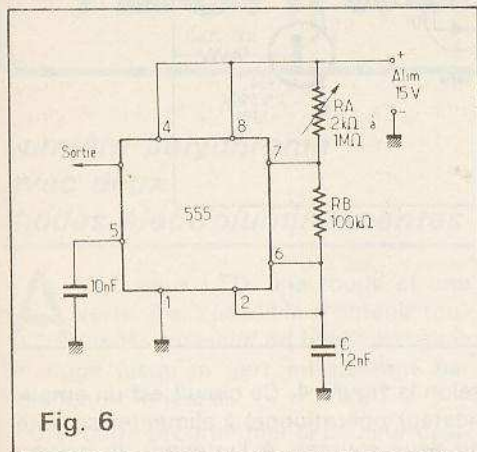 +
Alim
15V
-
4
8
RA
2kΩ à
1MΩ
Sortie
7
555
RB
100kΩ
5
6
10nF
1
2
C
1,2nF
Fig. 6